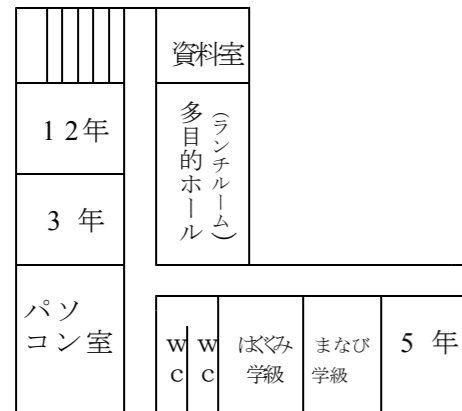 資料室
12年
多目的ホール
(ランチルーム)
3 年
パソ
コン室
wc
wc
はぐくみ
学級
まなび
学級
5 年